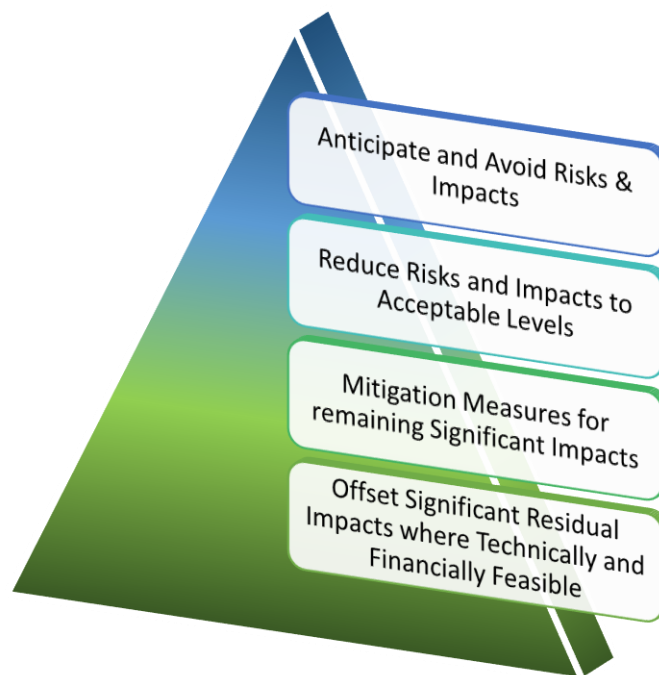 Anticipate and Avoid Risks &
Impacts
Reduce Risks and Impacts to
Acceptable Levels
Mitigation Measures for
remaining Significant Impacts
Offset Significant Residual
Impacts where Technically and
Financially Feasible